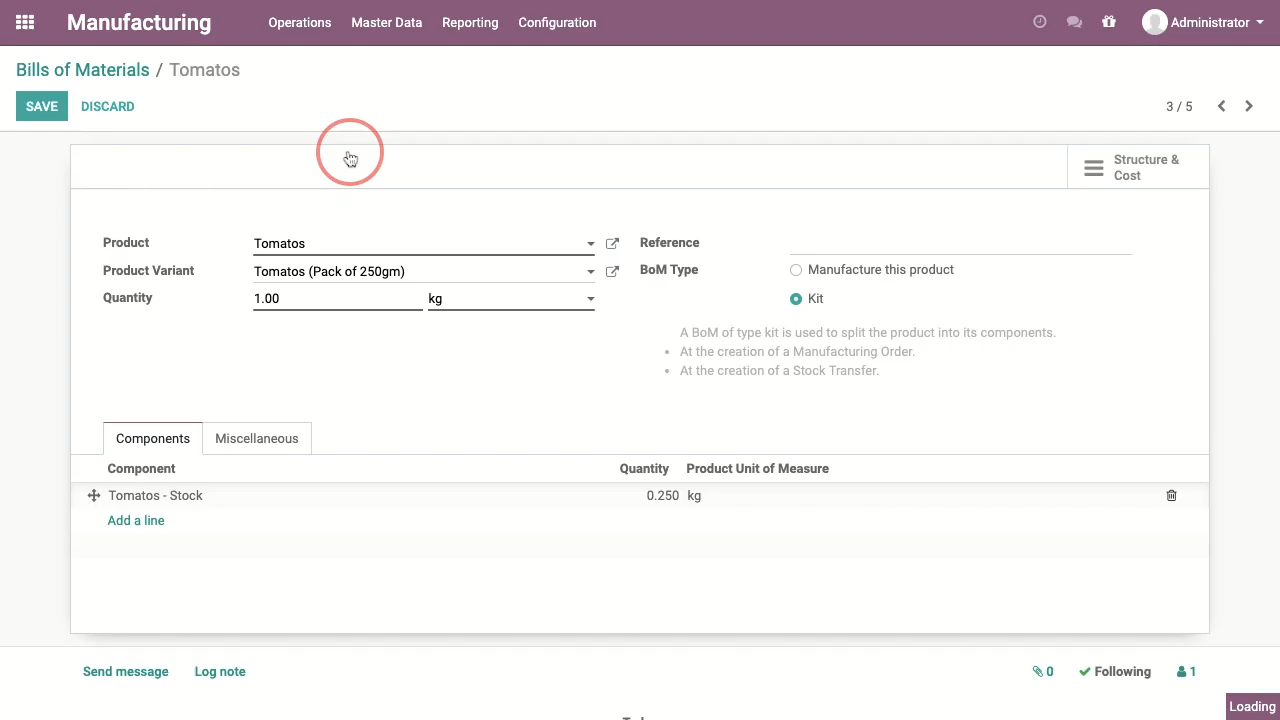 Manufacturing Operations Master Data Reporting Configuration Administrator
Bills of Materials / Tomatos
SAVE DISCARD 3 / 5
Structure &
Cost
Product Tomatos
Product Variant Tomatos (Pack of 250gm)
Quantity 1.00 kg
Reference
BoM Type Manufacture this product
Kit
A BoM of type kit is used to split the product into its components.
• At the creation of a Manufacturing Order.
• At the creation of a Stock Transfer.
Components Miscellaneous
Component Quantity Product Unit of Measure
Tomatos - Stock 0.250 kg
Add a line
Send message Log note 0 Following 1
Loading